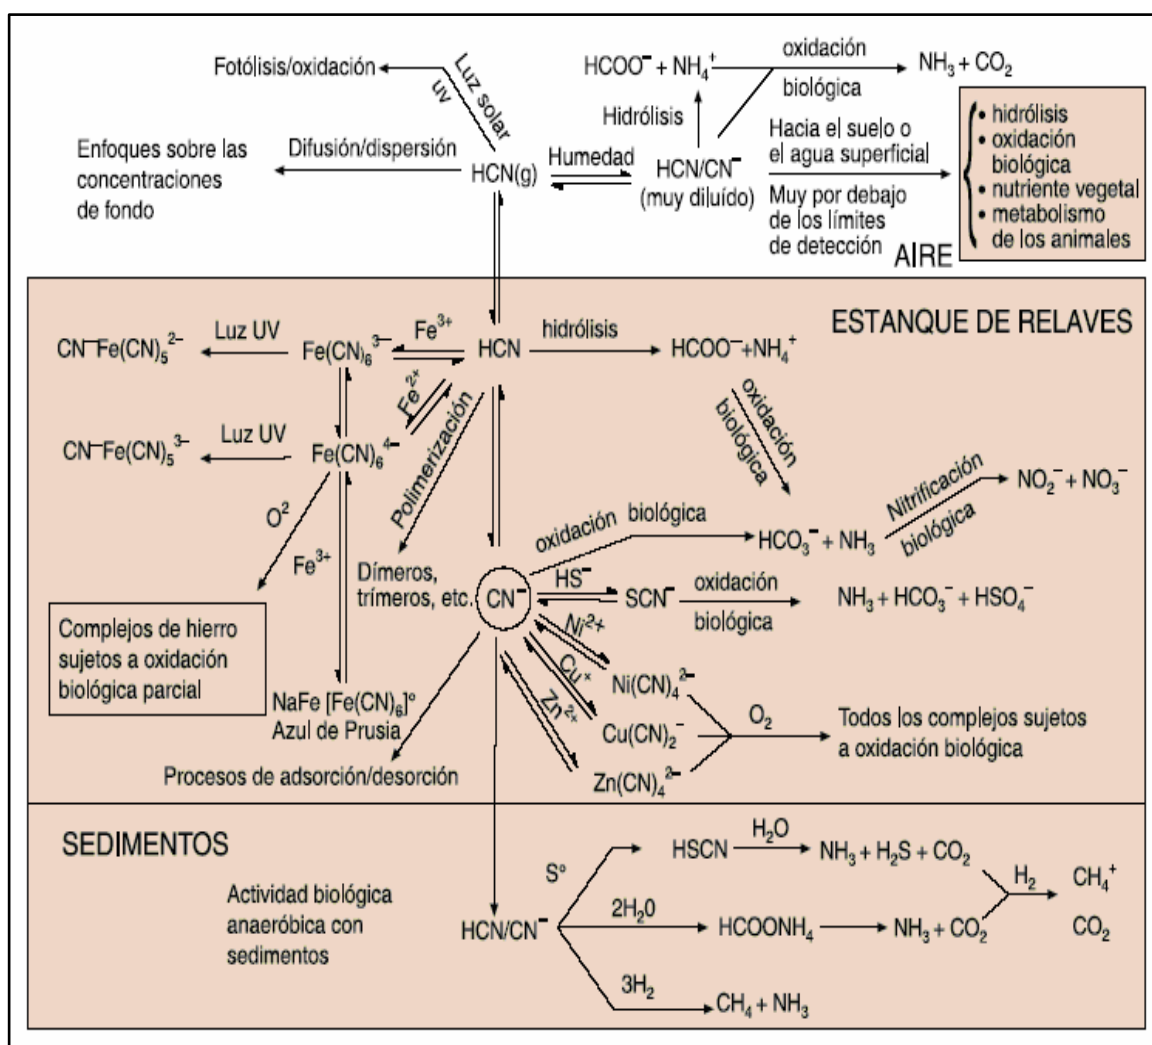 Fotólisis/oxidación
Luz solar
uv
HCOO⁻ + NH₄⁺
oxidación
biológica
NH₃ + CO₂
Hidrólisis
Enfoques sobre las
concentraciones
de fondo
Difusión/dispersión
HCN(g)
Humedad
HCN/CN⁻
(muy diluído)
Hacia el suelo o
el agua superficial
Muy por debajo
de los límites
de detección
• hidrólisis
• oxidación
biológica
• nutriente vegetal
• metabolismo
de los animales
AIRE
ESTANQUE DE RELAVES
CN⁻Fe(CN)₅²⁻
Luz UV
Fe(CN)₆³⁻
Fe³⁺
HCN
hidrólisis
HCOO⁻+NH₄⁺
Fe²⁺
CN⁻Fe(CN)₅³⁻
Luz UV
Fe(CN)₆⁴⁻
Polimerización
oxidación
biológica
O²
Fe³⁺
Dímeros,
trímeros, etc.
CN⁻
oxidación biológica
HCO₃⁻ + NH₃
Nitrificación
biológica
NO₂⁻ + NO₃⁻
HS⁻
SCN⁻
oxidación
biológica
NH₃ + HCO₃⁻ + HSO₄⁻
Complejos de hierro
sujetos a oxidación
biológica parcial
Ni²⁺
Cu⁺
Zn²⁺
Ni(CN)₄²⁻
Cu(CN)₂⁻
Zn(CN)₄²⁻
O₂
Todos los complejos sujetos
a oxidación biológica
NaFe [Fe(CN)₆]°
Azul de Prusia
Procesos de adsorción/desorción
SEDIMENTOS
Actividad biológica
anaeróbica con
sedimentos
HCN/CN⁻
S°
HSCN
H₂O
NH₃ + H₂S + CO₂
2H₂0
HCOONH₄
NH₃ + CO₂
H₂
CH₄⁺
CO₂
3H₂
CH₄ + NH₃